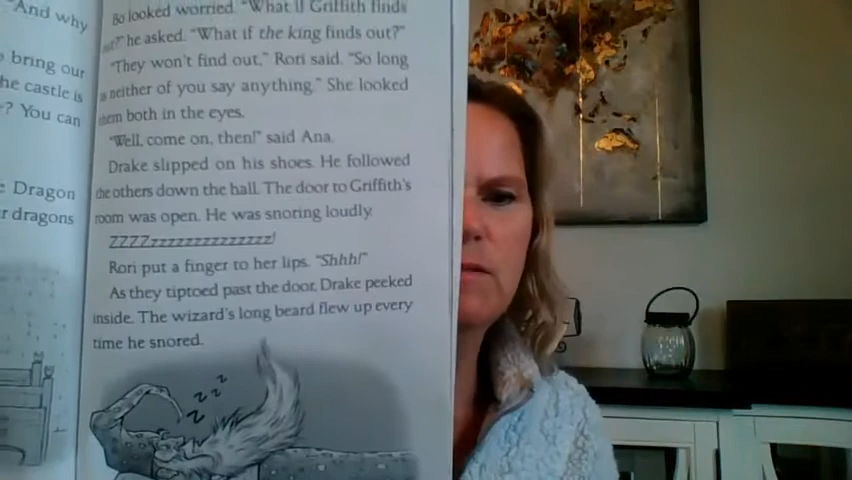 "And why
bring our
he castle is
? You can
Dragon
r dragons
Bo looked worried. "What if Griffith finds
out?" he asked. "What if the king finds out?"
"They won't find out," Rori said. "So long
as neither of you say anything." She looked
them both in the eyes.
"Well, come on, then!" said Ana.
Drake slipped on his shoes. He followed
the others down the hall. The door to Griffith's
room was open. He was snoring loudly.
ZZZZzzzzzzzzzzzzzzz!
Rori put a finger to her lips. "Shhh!"
As they tiptoed past the door, Drake peeked
inside. The wizard's long beard flew up every
time he snored.
z z z z z